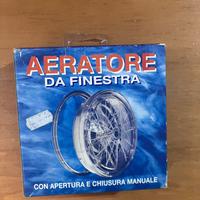 AERATORE
DA FINESTRA
CON APERTURA E CHIUSURA MANUALE